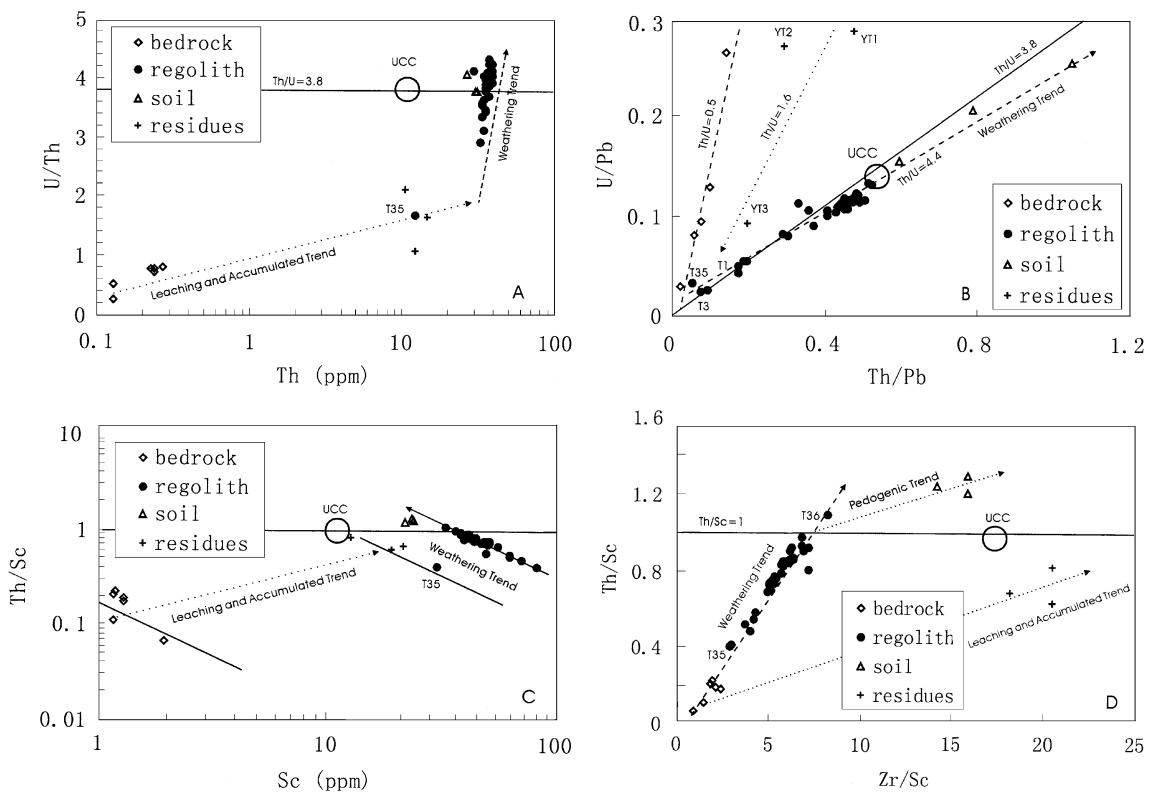 5
4
3
2
1
0
U/Th
bedrock
regolith
soil
residues
Th/U=3.8
UCC
Weathering Trend
T35
Leaching and Accumulated Trend
A
0.1
1
10
100
Th (ppm)
0.3
0.2
0.1
0
U/Pb
YT2
YT1
Th/U=3.8
Th/U=0.5
Th/U=1.6
Weathering Trend
UCC
Th/U=4.4
YT3
T35
T1
T3
bedrock
regolith
soil
residues
B
0
0.4
0.8
1.2
Th/Pb
10
1
0.1
0.01
Th/Sc
bedrock
regolith
soil
residues
UCC
Weathering Trend
T35
Leaching and Accumulated Trend
C
1
10
100
Sc (ppm)
1.6
1.2
0.8
0.4
0
Th/Sc
Pedogenic Trend
T36
Th/Sc=1
UCC
Weathering Trend
T35
bedrock
regolith
soil
residues
Leaching and Accumulated Trend
D
0
5
10
15
20
25
Zr/Sc